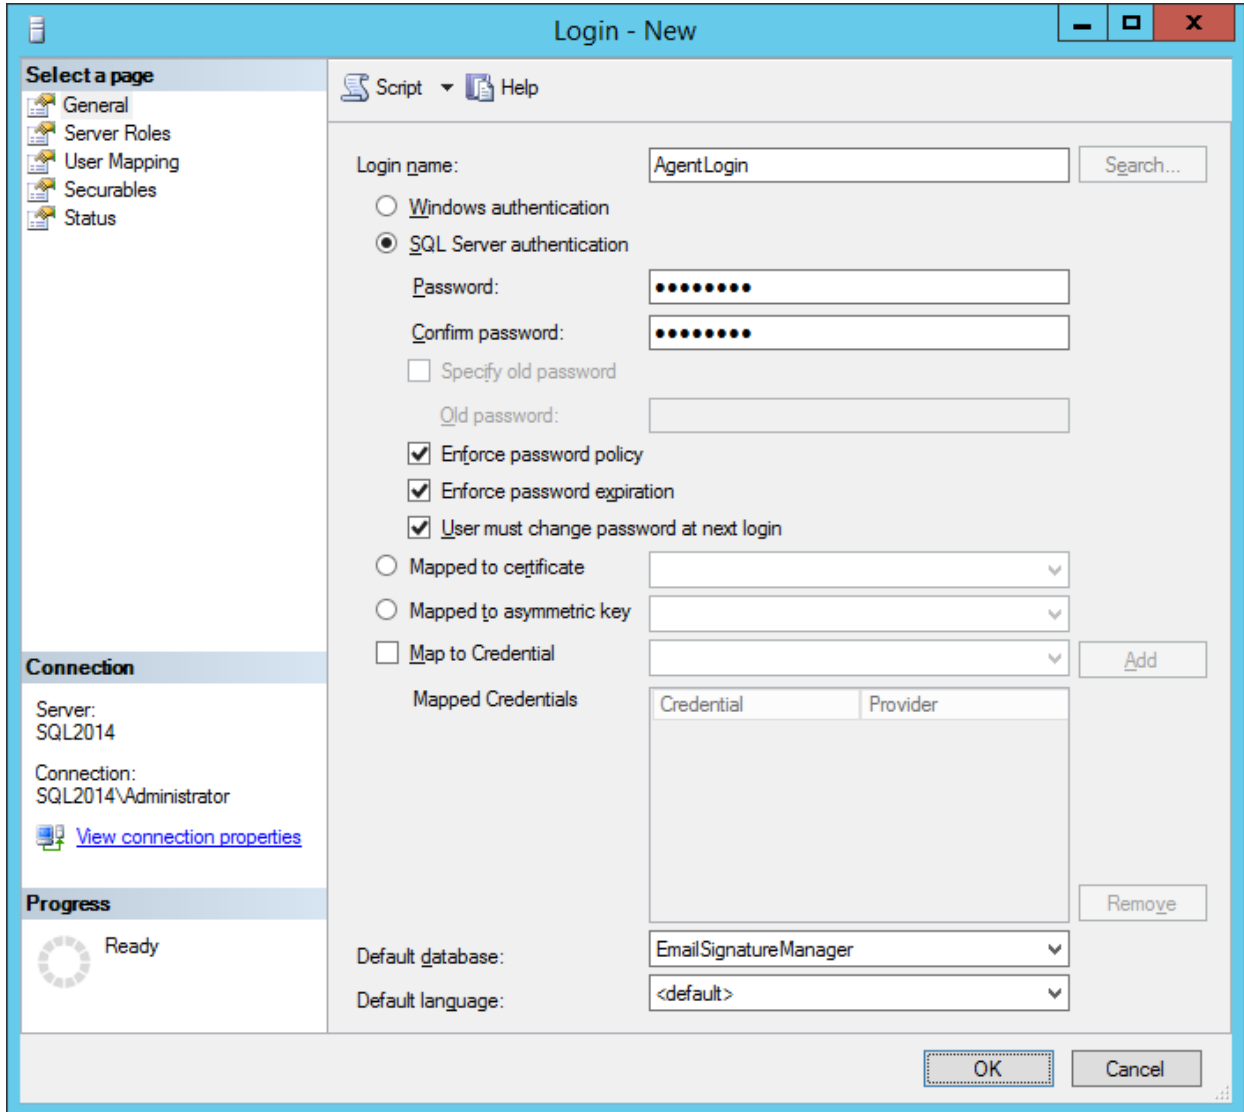 Login - New
Select a page
General
Server Roles
User Mapping
Securables
Status
Script Help
Login name: AgentLogin Search...
Windows authentication
SQL Server authentication
Password: ●●●●●●●●
Confirm password: ●●●●●●●●
Specify old password
Old password:
Enforce password policy
Enforce password expiration
User must change password at next login
Mapped to certificate
Mapped to asymmetric key
Map to Credential Add
Mapped Credentials Credential Provider
Remove
Default database: EmailSignatureManager
Default language: <default>
Connection
Server:
SQL2014
Connection:
SQL2014\Administrator
View connection properties
Progress
Ready
OK Cancel